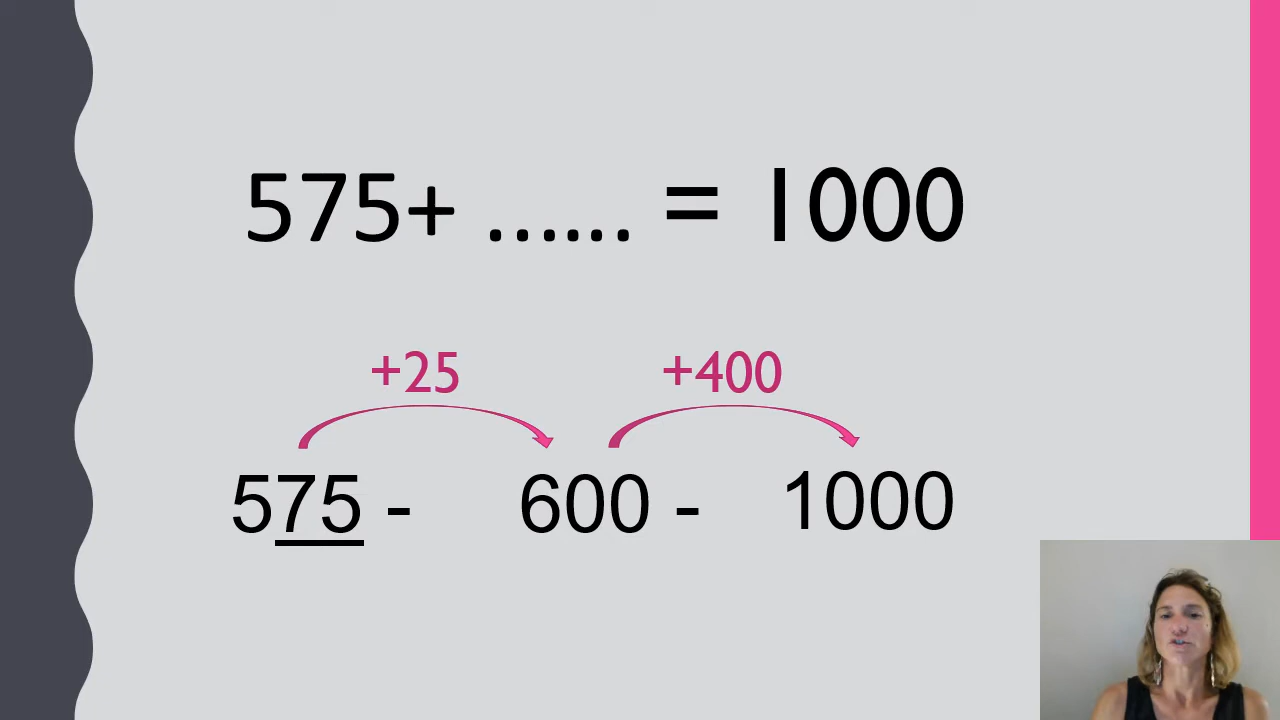 575+ ...... = 1000
+25 +400
575 - 600 - 1000